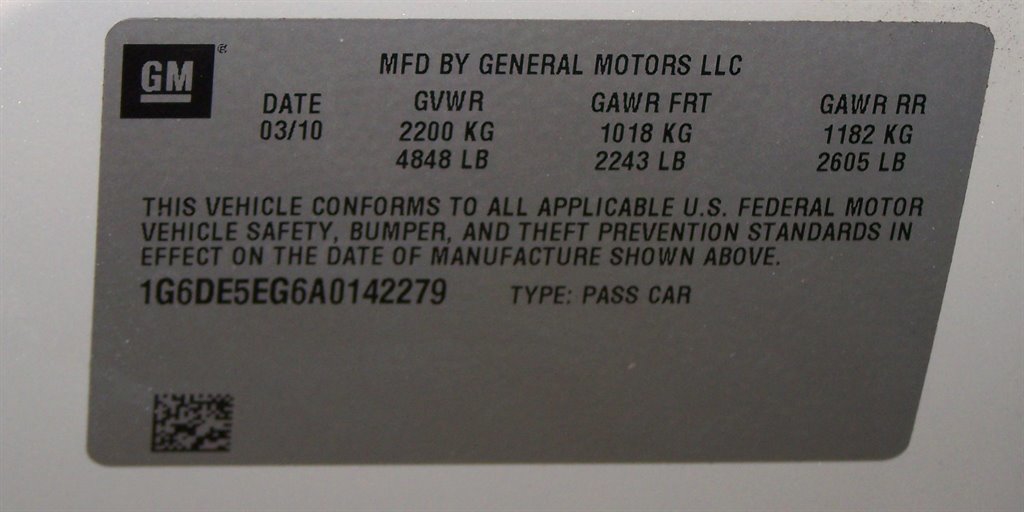 GM
MFD BY GENERAL MOTORS LLC
DATE GVWR GAWR FRT GAWR RR
03/10 2200 KG 1018 KG 1182 KG
4848 LB 2243 LB 2605 LB
THIS VEHICLE CONFORMS TO ALL APPLICABLE U.S. FEDERAL MOTOR
VEHICLE SAFETY, BUMPER, AND THEFT PREVENTION STANDARDS IN
EFFECT ON THE DATE OF MANUFACTURE SHOWN ABOVE.
1G6DE5EG6A0142279 TYPE: PASS CAR